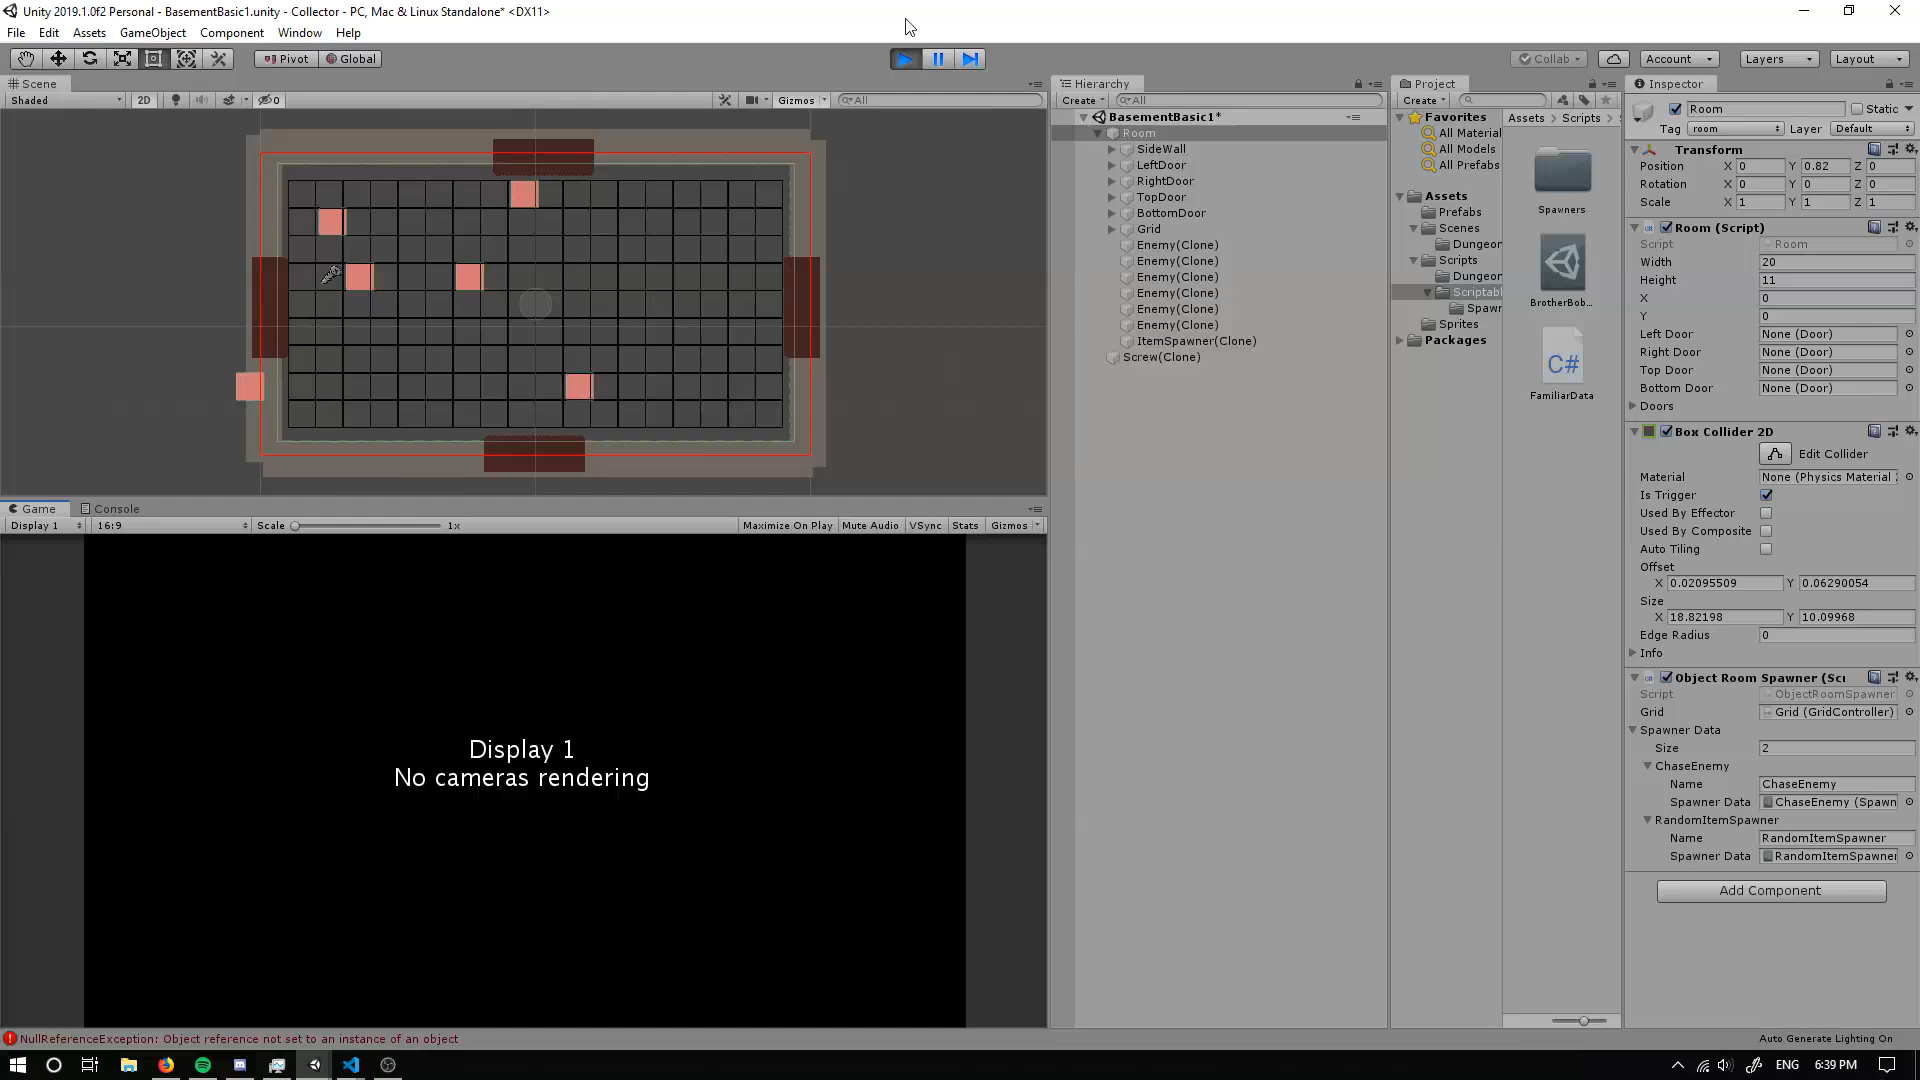 Unity 2019.1.0f2 Personal - BasementBasic1.unity - Collector - PC, Mac & Linux Standalone* <DX11>
File Edit Assets GameObject Component Window Help
Pivot Global Collab Account Layers Layout
Scene
Shaded 2D 0 Gizmos All
Game Console
Display 1 16:9 Scale 1x Maximize On Play Mute Audio VSync Stats Gizmos
Display 1
No cameras rendering
Hierarchy
Create All
BasementBasic1*
Room
SideWall
LeftDoor
RightDoor
TopDoor
BottomDoor
Grid
Enemy(Clone)
Enemy(Clone)
Enemy(Clone)
Enemy(Clone)
Enemy(Clone)
Enemy(Clone)
ItemSpawner(Clone)
Screw(Clone)
Project
Create
Favorites
All Material
All Models
All Prefabs
Assets
Prefabs
Scenes
Dungeor
Scripts
Dungeor
Scriptabl
Spawr
Sprites
Packages
Assets > Scripts >
Spawners
BrotherBob...
C#
FamiliarData
Inspector
Room Static
Tag room Layer Default
Transform
Position X 0 Y 0.82 Z 0
Rotation X 0 Y 0 Z 0
Scale X 1 Y 1 Z 1
Room (Script)
Script Room
Width 20
Height 11
X 0
Y 0
Left Door None (Door)
Right Door None (Door)
Top Door None (Door)
Bottom Door None (Door)
Doors
Box Collider 2D
Edit Collider
Material None (Physics Material
Is Trigger
Used By Effector
Used By Composite
Auto Tiling
Offset
X 0.02095509 Y 0.06290054
Size
X 18.82198 Y 10.09968
Edge Radius 0
Info
Object Room Spawner (Scr
Script ObjectRoomSpawner
Grid Grid (GridController)
Spawner Data
Size 2
ChaseEnemy
Name ChaseEnemy
Spawner Data ChaseEnemy (Spawn
RandomItemSpawner
Name RandomItemSpawner
Spawner Data RandomItemSpawner
Add Component
NullReferenceException: Object reference not set to an instance of an object
Auto Generate Lighting On
ENG 6:39 PM